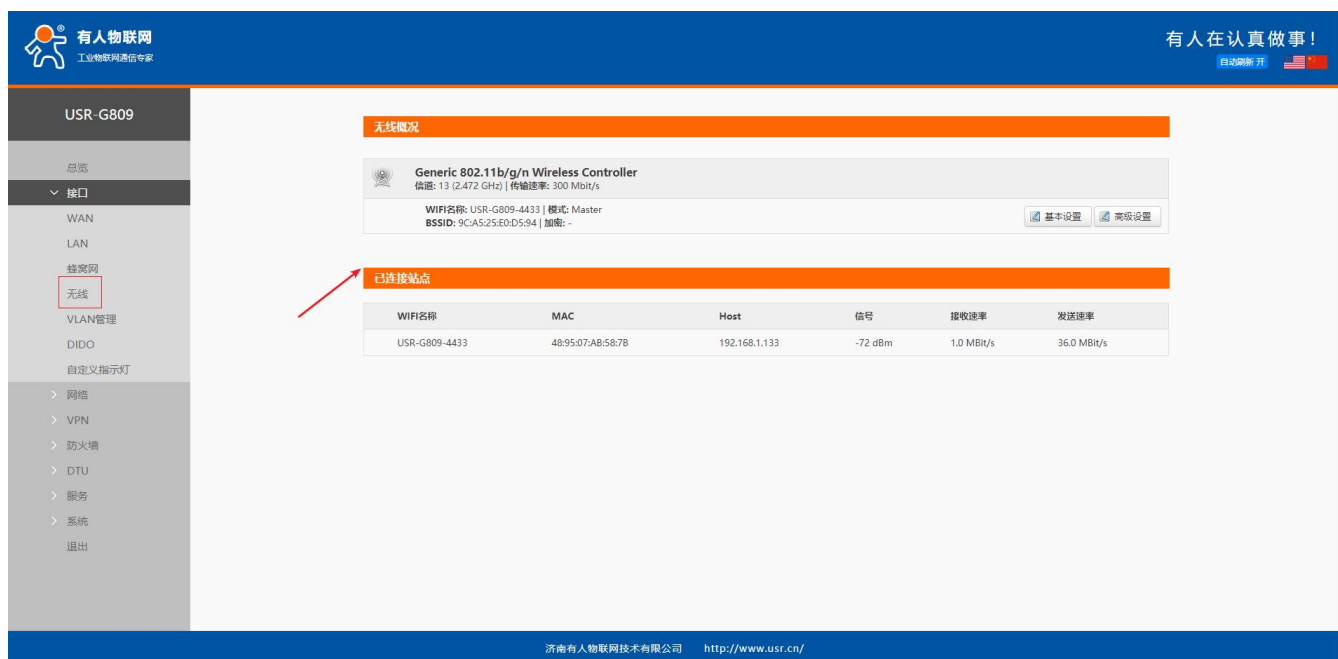 有人物联网
®
工业物联网通信专家
有人在认真做事!
自动刷新 开
USR-G809
总览
接口
WAN
LAN
蜂窝网
无线
VLAN管理
DIDO
自定义指示灯
网络
VPN
防火墙
DTU
服务
系统
退出
无线概况
Generic 802.11b/g/n Wireless Controller
信道: 13 (2.472 GHz) | 传输速率: 300 Mbit/s
WIFI名称: USR-G809-4433 | 模式: Master
BSSID: 9C:A5:25:E0:D5:94 | 加密: -
基本设置 高级设置
已连接站点
WIFI名称 MAC Host 信号 接收速率 发送速率
USR-G809-4433 48:95:07:AB:58:7B 192.168.1.133 -72 dBm 1.0 MBit/s 36.0 MBit/s
济南有人物联网技术有限公司 http://www.usr.cn/